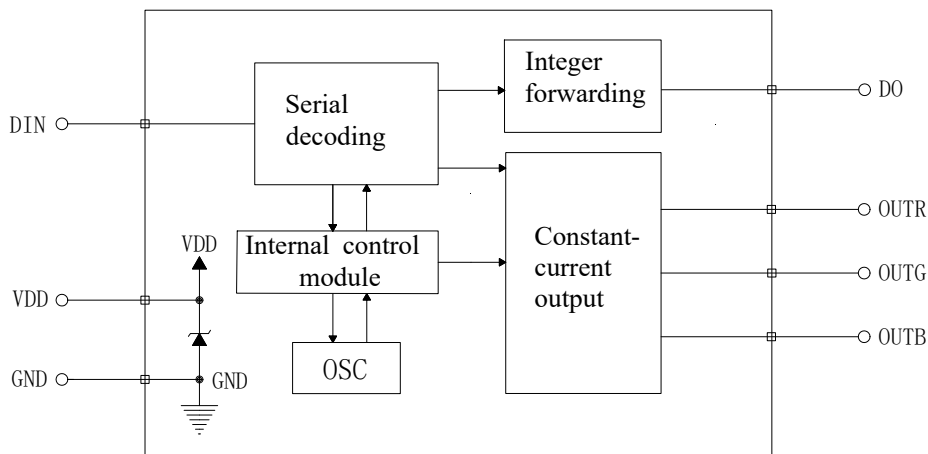 Integer
forwarding
DO
Serial
decoding
DIN
OUTR
VDD
Internal control
module
Constant-
current
output
OUTG
VDD
OUTB
OSC
GND
GND